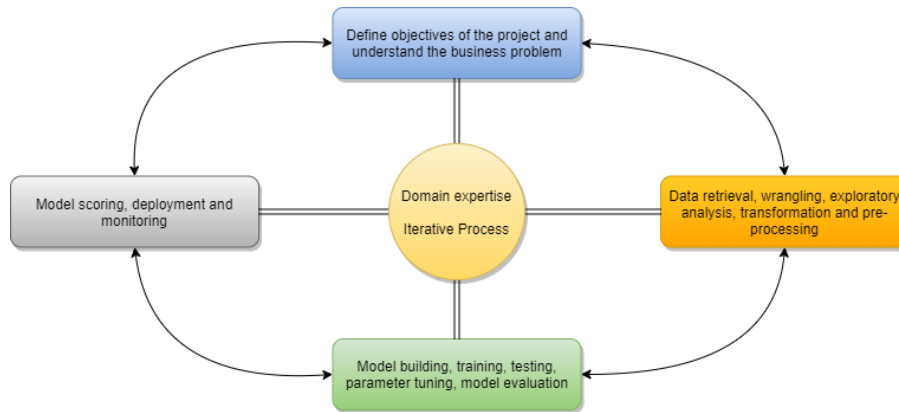 Define objectives of the project and
understand the business problem
Domain expertise
Iterative Process
Model scoring, deployment and
monitoring
Data retrieval, wrangling, exploratory
analysis, transformation and pre-
processing
Model building, training, testing,
parameter tuning, model evaluation